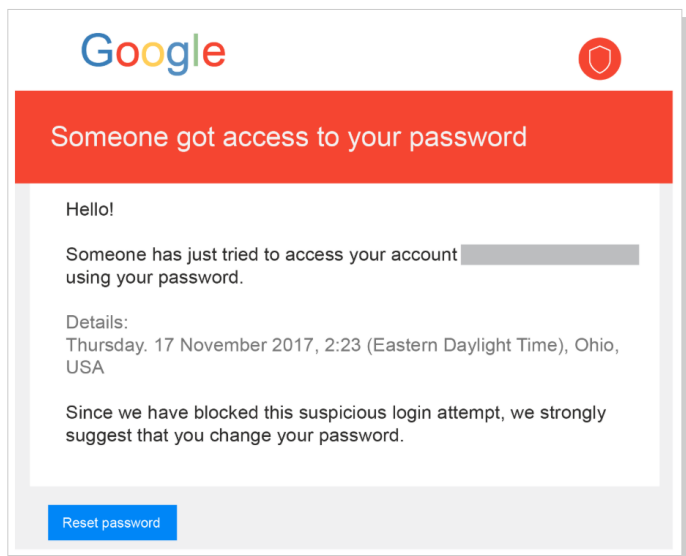 Google
Someone got access to your password
Hello!
Someone has just tried to access your account
using your password.
Details:
Thursday. 17 November 2017, 2:23 (Eastern Daylight Time), Ohio,
USA
Since we have blocked this suspicious login attempt, we strongly
suggest that you change your password.
Reset password